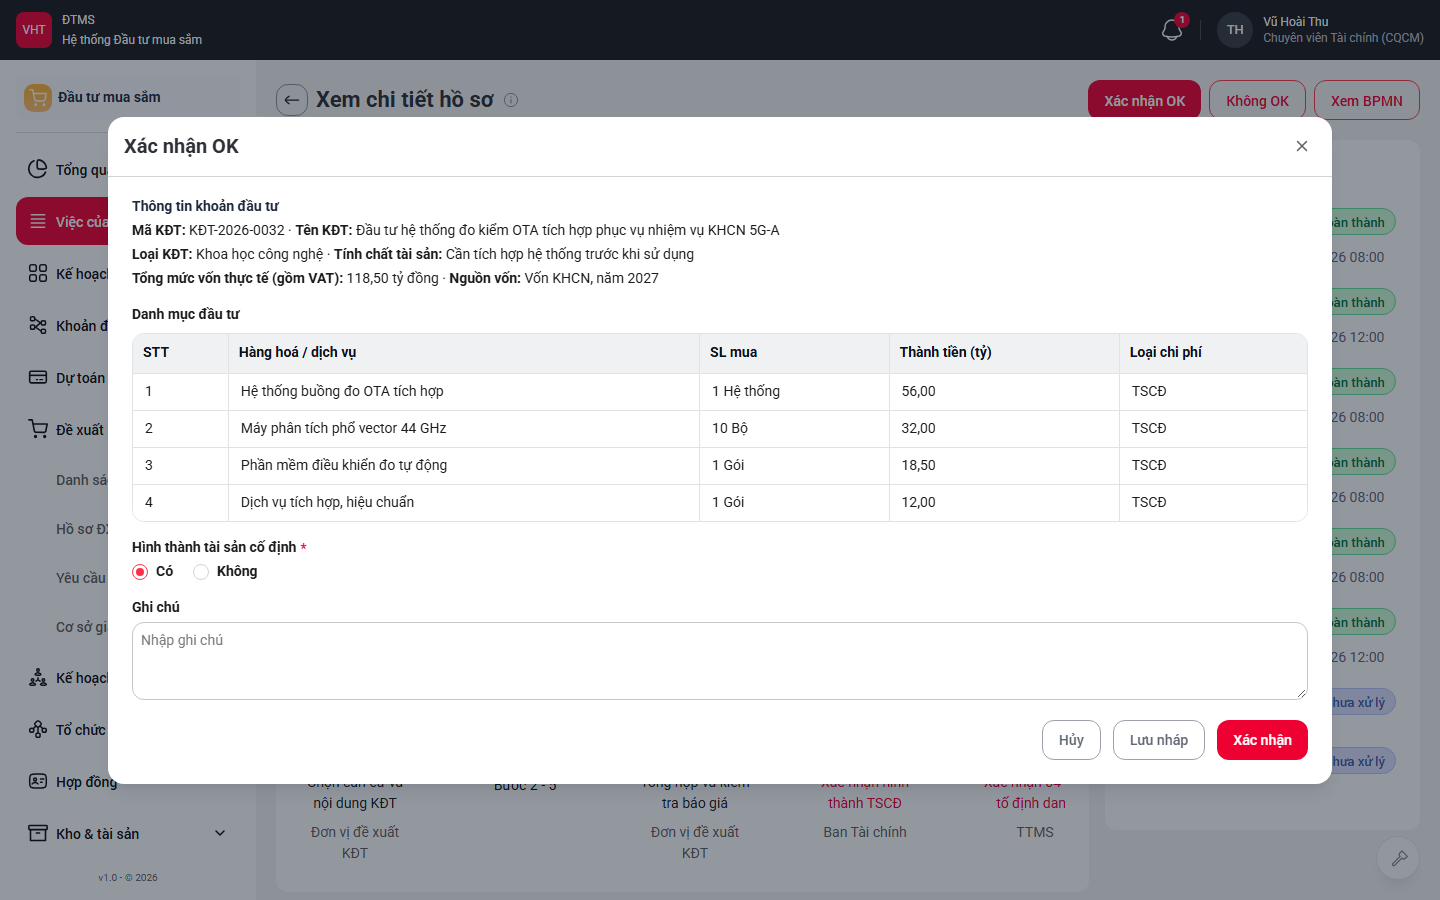 VHT
ĐTMS
Hệ thống Đầu tư mua sắm
1
TH
Vũ Hoài Thu
Chuyên viên Tài chính (CQCM)
Đầu tư mua sắm
Xem chi tiết hồ sơ
Xác nhận OK
Không OK
Xem BPMN
Tổng
Việc của
Kế hoạch
Khoản
Dự toán
Đề xuất
Danh
Hồ sơ
Yêu cầu
Cơ sở
Kế hoạch
Tổ chức
Hợp đồng
Kho & tài sản
v1.0 - © 2026
Xác nhận OK
Thông tin khoản đầu tư
Mã KĐT: KĐT-2026-0032 · Tên KĐT: Đầu tư hệ thống đo kiểm OTA tích hợp phục vụ nhiệm vụ KHCN 5G-A
Loại KĐT: Khoa học công nghệ · Tính chất tài sản: Cần tích hợp hệ thống trước khi sử dụng
Tổng mức vốn thực tế (gồm VAT): 118,50 tỷ đồng · Nguồn vốn: Vốn KHCN, năm 2027
Danh mục đầu tư
STT Hàng hoá / dịch vụ SL mua Thành tiền (tỷ) Loại chi phí
1 Hệ thống buồng đo OTA tích hợp 1 Hệ thống 56,00 TSCĐ
2 Máy phân tích phổ vector 44 GHz 10 Bộ 32,00 TSCĐ
3 Phần mềm điều khiển đo tự động 1 Gói 18,50 TSCĐ
4 Dịch vụ tích hợp, hiệu chuẩn 1 Gói 12,00 TSCĐ
Hình thành tài sản cố định *
Có Không
Ghi chú
Nhập ghi chú
Hủy
Lưu nháp
Xác nhận
thành
26 08:00
thành
26 12:00
thành
26 08:00
thành
26 08:00
thành
26 08:00
thành
26 12:00
xử lý
xử lý
nội dung KĐT
Đơn vị đề xuất
KĐT
Bước 2 - 5
tra báo giá
Đơn vị đề xuất
KĐT
thành TSCĐ
Ban Tài chính
tố định dan
TTMS